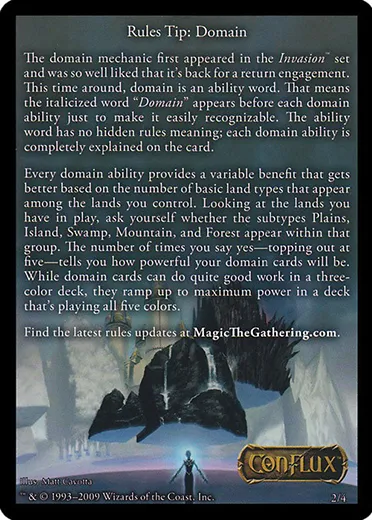 Rules Tip: Domain
The domain mechanic first appeared in the Invasion™ set
and was so well liked that it's back for a return engagement.
This time around, domain is an ability word. That means
the italicized word “Domain” appears before each domain
ability just to make it easily recognizable. The ability
word has no hidden rules meaning; each domain ability is
completely explained on the card.
Every domain ability provides a variable benefit that gets
better based on the number of basic land types that appear
among the lands you control. Looking at the lands you
have in play, ask yourself whether the subtypes Plains,
Island, Swamp, Mountain, and Forest appear within that
group. The number of times you say yes—topping out at
five—tells you how powerful your domain cards will be.
While domain cards can do quite good work in a three-
color deck, they ramp up to maximum power in a deck
that's playing all five colors.
Find the latest rules updates at MagicTheGathering.com.
Illus. Matt Cavotta
CONFLUX™
™ & © 1993–2009 Wizards of the Coast, Inc.
2/4